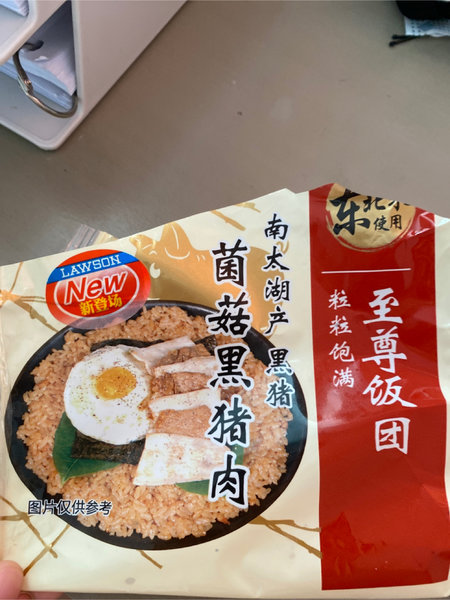 东北米
使用
至尊饭团
粒粒饱满
南太湖产 黑猪
菌菇黑猪肉
LAWSON
New
新登场
图片仅供参考